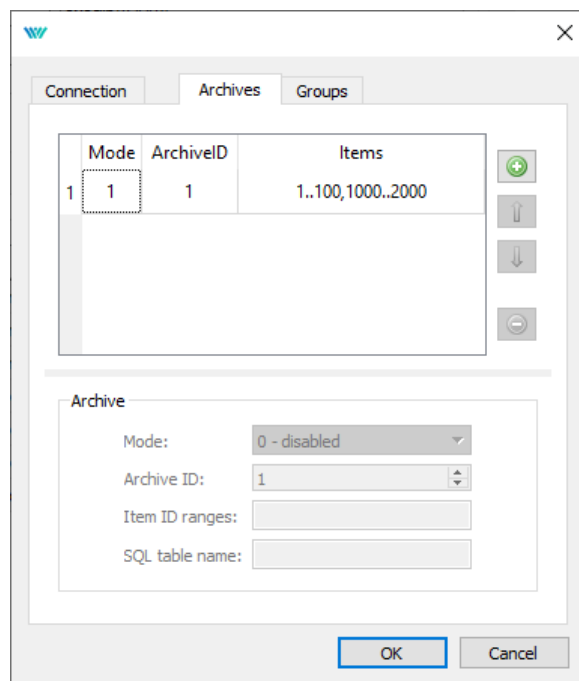 Connection Archives Groups
Mode ArchiveID Items
1 1 1 1..100,1000..2000
Archive
Mode: 0 - disabled
Archive ID: 1
Item ID ranges:
SQL table name:
OK Cancel